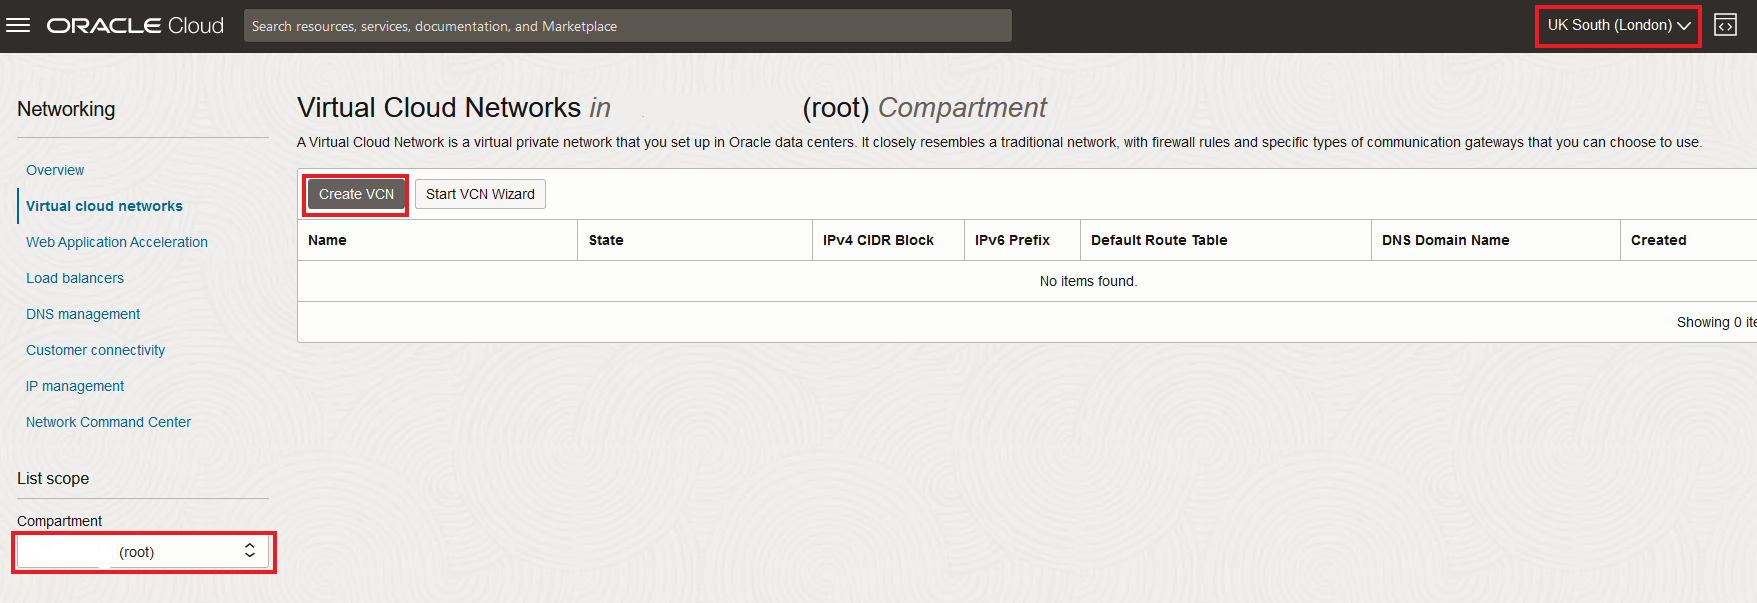 ORACLE Cloud
Search resources, services, documentation, and Marketplace
UK South (London)
Networking
Overview
Virtual cloud networks
Web Application Acceleration
Load balancers
DNS management
Customer connectivity
IP management
Network Command Center
List scope
Compartment
(root)
Virtual Cloud Networks in (root) Compartment
A Virtual Cloud Network is a virtual private network that you set up in Oracle data centers. It closely resembles a traditional network, with firewall rules and specific types of communication gateways that you can choose to use.
Create VCN Start VCN Wizard
Name State IPv4 CIDR Block IPv6 Prefix Default Route Table DNS Domain Name Created
No items found.
Showing 0 ite